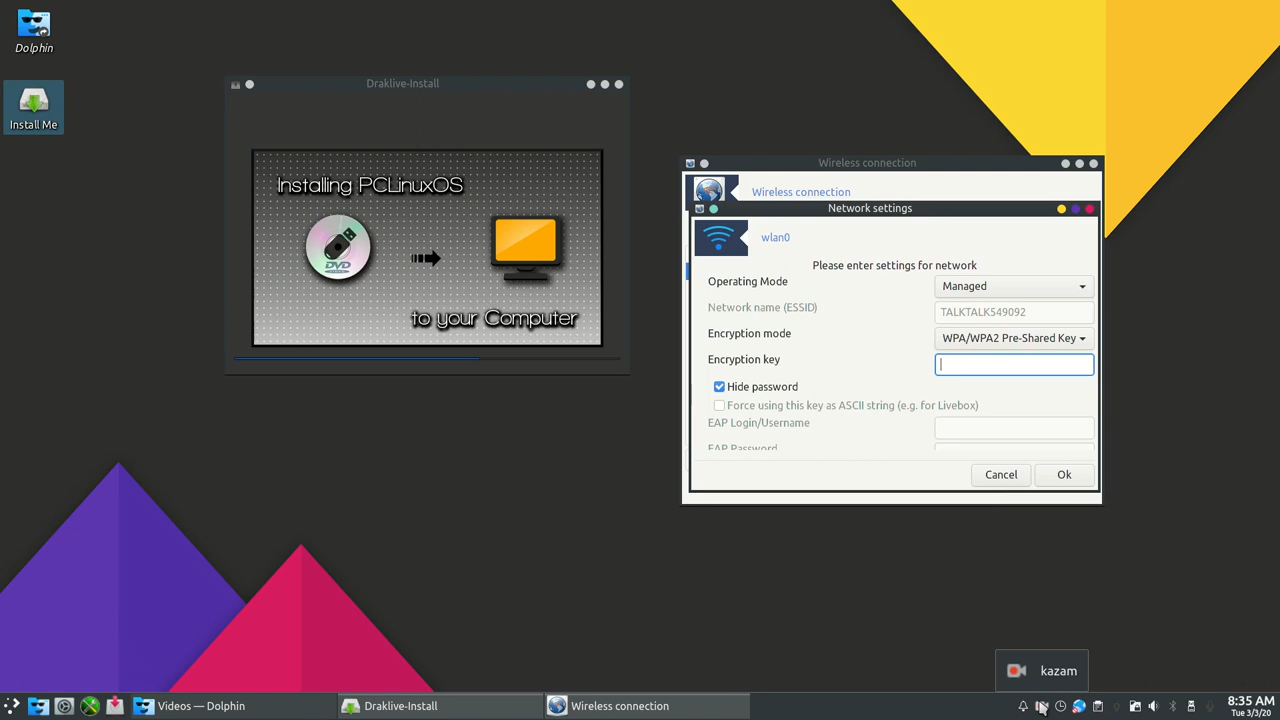 Dolphin
Install Me
Draklive-Install
Installing PCLinuxOS
DVD
to your Computer
Wireless connection
Wireless connection
Network settings
wlan0
Please enter settings for network
Operating Mode
Managed
Network name (ESSID)
TALKTALK549092
Encryption mode
WPA/WPA2 Pre-Shared Key
Encryption key
Hide password
Force using this key as ASCII string (e.g. for Livebox)
EAP Login/Username
EAP Password
Cancel
Ok
kazam
Videos — Dolphin
Draklive-Install
Wireless connection
8:35 AM
Tue 3/3/20